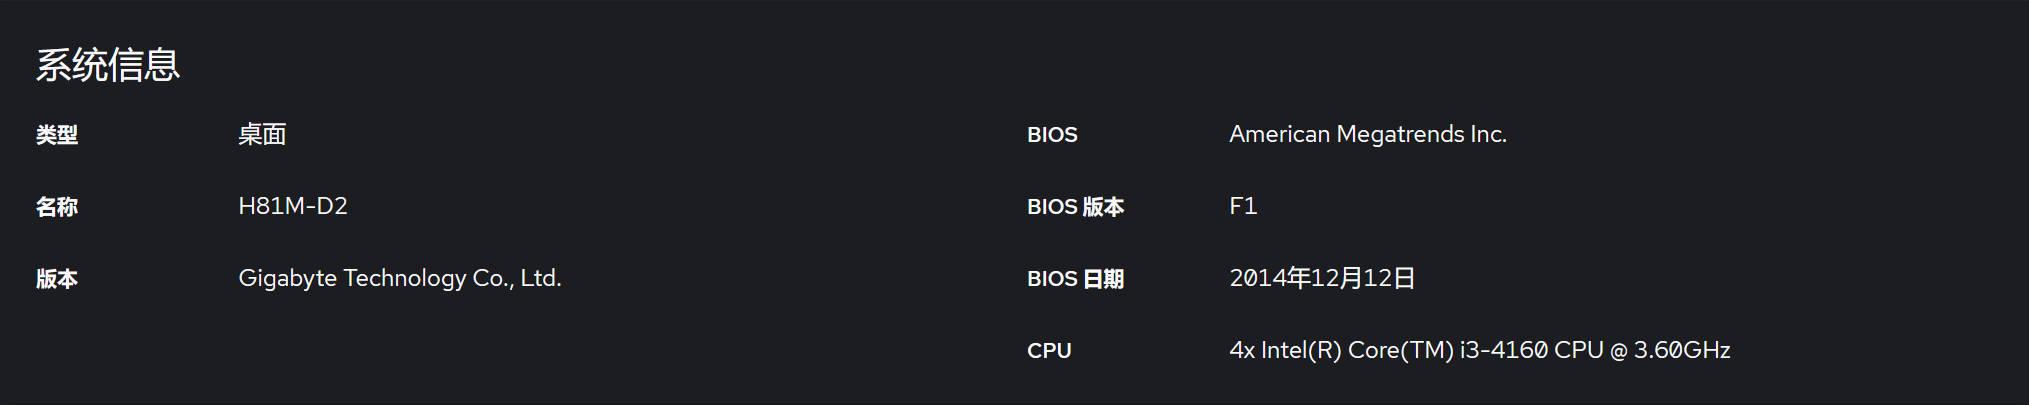 系统信息
类型 桌面 BIOS American Megatrends Inc.
名称 H81M-D2 BIOS 版本 F1
版本 Gigabyte Technology Co., Ltd. BIOS 日期 2014年12月12日
CPU 4x Intel(R) Core(TM) i3-4160 CPU @ 3.60GHz